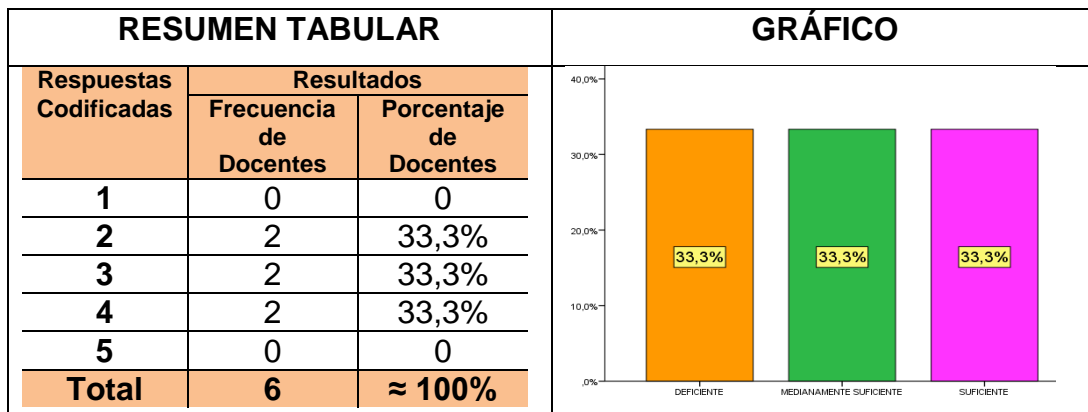 RESUMEN TABULAR
GRÁFICO
Respuestas
Codificadas
Resultados
Frecuencia
de
Docentes
Porcentaje
de
Docentes
1 0 0
2 2 33,3%
3 2 33,3%
4 2 33,3%
5 0 0
Total 6 ≈ 100%
40,0%
30,0%
20,0%
10,0%
,0%
33,3% 33,3% 33,3%
DEFICIENTE MEDIANAMENTE SUFICIENTE SUFICIENTE